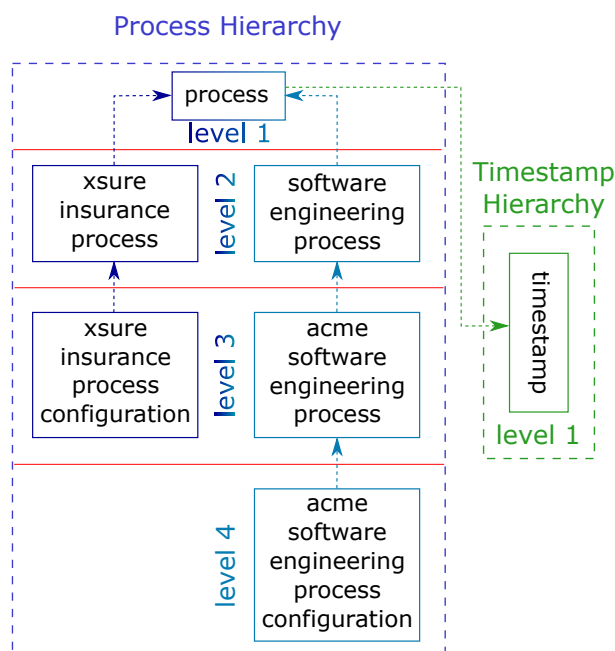 Process Hierarchy
process
level 1
xsure
insurance
process
level 2
software
engineering
process
Timestamp
Hierarchy
timestamp
level 1
xsure
insurance
process
configuration
level 3
acme
software
engineering
process
level 4
acme
software
engineering
process
configuration